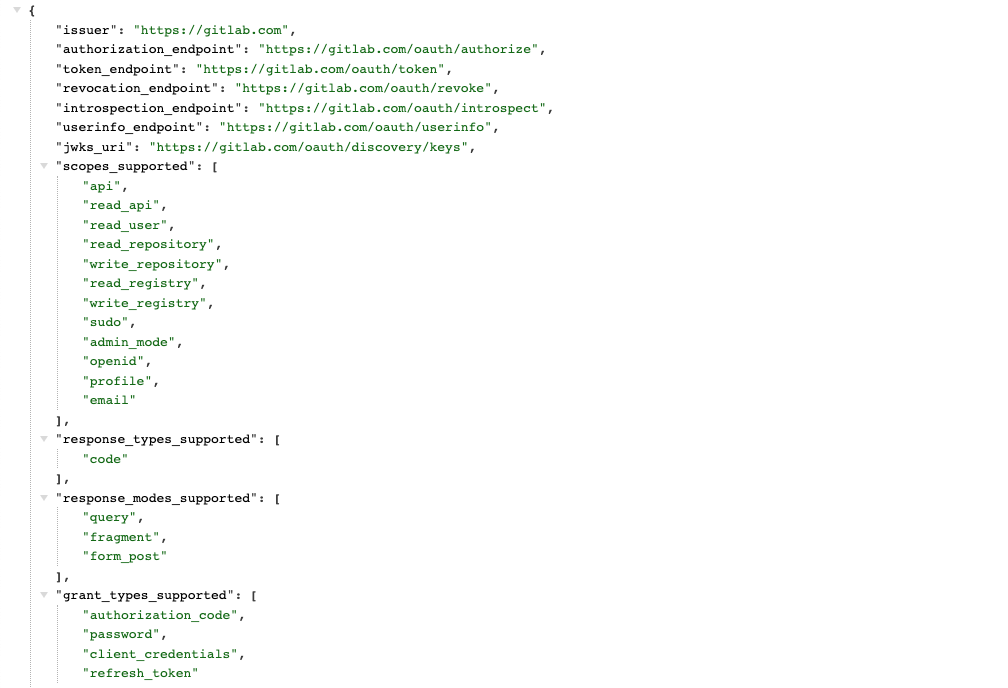 {
"issuer": "https://gitlab.com",
"authorization_endpoint": "https://gitlab.com/oauth/authorize",
"token_endpoint": "https://gitlab.com/oauth/token",
"revocation_endpoint": "https://gitlab.com/oauth/revoke",
"introspection_endpoint": "https://gitlab.com/oauth/introspect",
"userinfo_endpoint": "https://gitlab.com/oauth/userinfo",
"jwks_uri": "https://gitlab.com/oauth/discovery/keys",
"scopes_supported": [
"api",
"read_api",
"read_user",
"read_repository",
"write_repository",
"read_registry",
"write_registry",
"sudo",
"admin_mode",
"openid",
"profile",
"email"
],
"response_types_supported": [
"code"
],
"response_modes_supported": [
"query",
"fragment",
"form_post"
],
"grant_types_supported": [
"authorization_code",
"password",
"client_credentials",
"refresh_token"